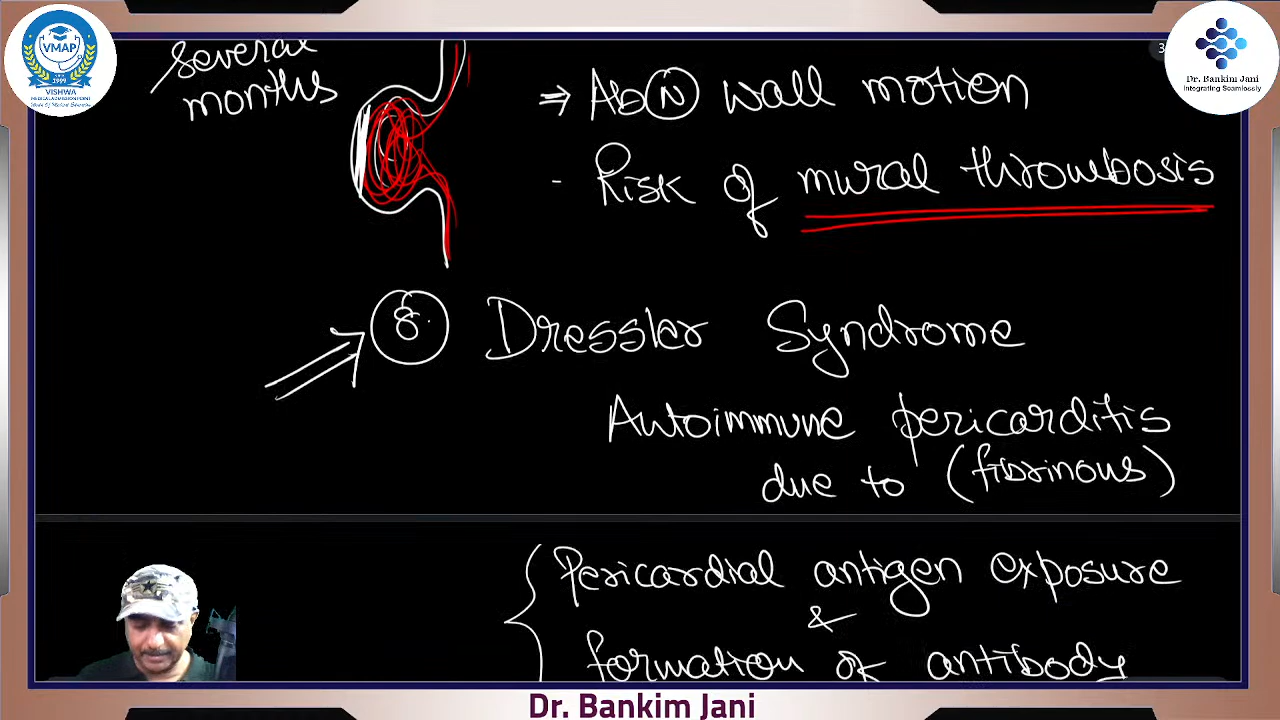 several
months
⇒ Ab(N) wall motion
- Risk of mural thrombosis
8 Dressler Syndrome
Autoimmune pericarditis
due to (fibrinous)
Pericardial antigen exposure
&
formation of antibody
VMAP
VISHWA
Dr. Bankim Jani
Integrating Seamlessly
Dr. Bankim Jani